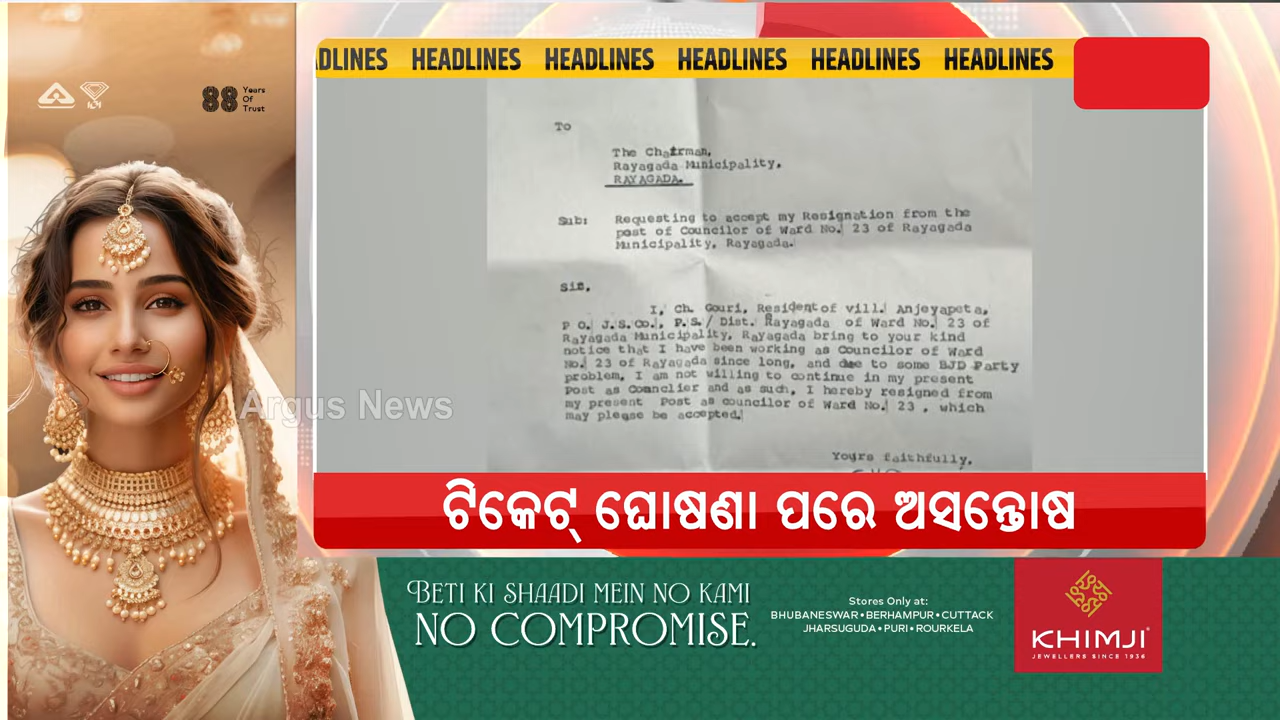 88 Years
Of
Trust
DLINES HEADLINES HEADLINES HEADLINES HEADLINES HEADLINES
To
The Chairman,
Rayagada Municipality,
RAYAGADA.
Sub: Requesting to accept my Resignation from the
post of Councilor of Ward No. 23 of Rayagada
Municipality, Rayagada.
Sir,
I, Ch. Gouri, Resident of vill. Anjeyapeta,
P O. J.S.Co., P.S./ Dist. Rayagada of Ward No. 23 of
Rayagada Municipality, Rayagada bring to your kind
notice that I have been working as Councilor of Ward
No. 23 of Rayagada since long, and due to some BJD Party
problem, I am not willing to continue in my present
Post as Counclier and as such, I hereby resigned from
my present Post as councilor of Ward No. 23 , which
may please be accepted.
Yours faithfully,
Argus News
ଟିକେଟ୍ ଘୋଷଣା ପରେ ଅସନ୍ତୋଷ
BETI KI SHAADI MEIN NO KAMI
NO COMPROMISE.
Stores Only at:
BHUBANESWAR • BERHAMPUR • CUTTACK
JHARSUGUDA • PURI • ROURKELA
KHIMJI
JEWELLERS SINCE 1936